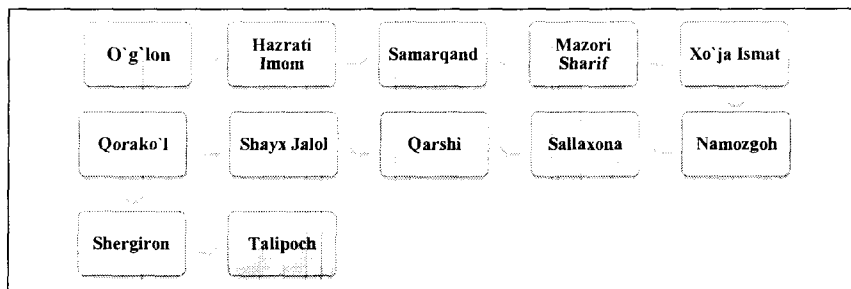 O`g`lon
Hazrati
Imom
Samarqand
Mazori
Sharif
Xo`ja Ismat
Qorako`l
Shayx Jalol
Qarshi
Sallaxona
Namozgoh
Shergiron
Talipoch